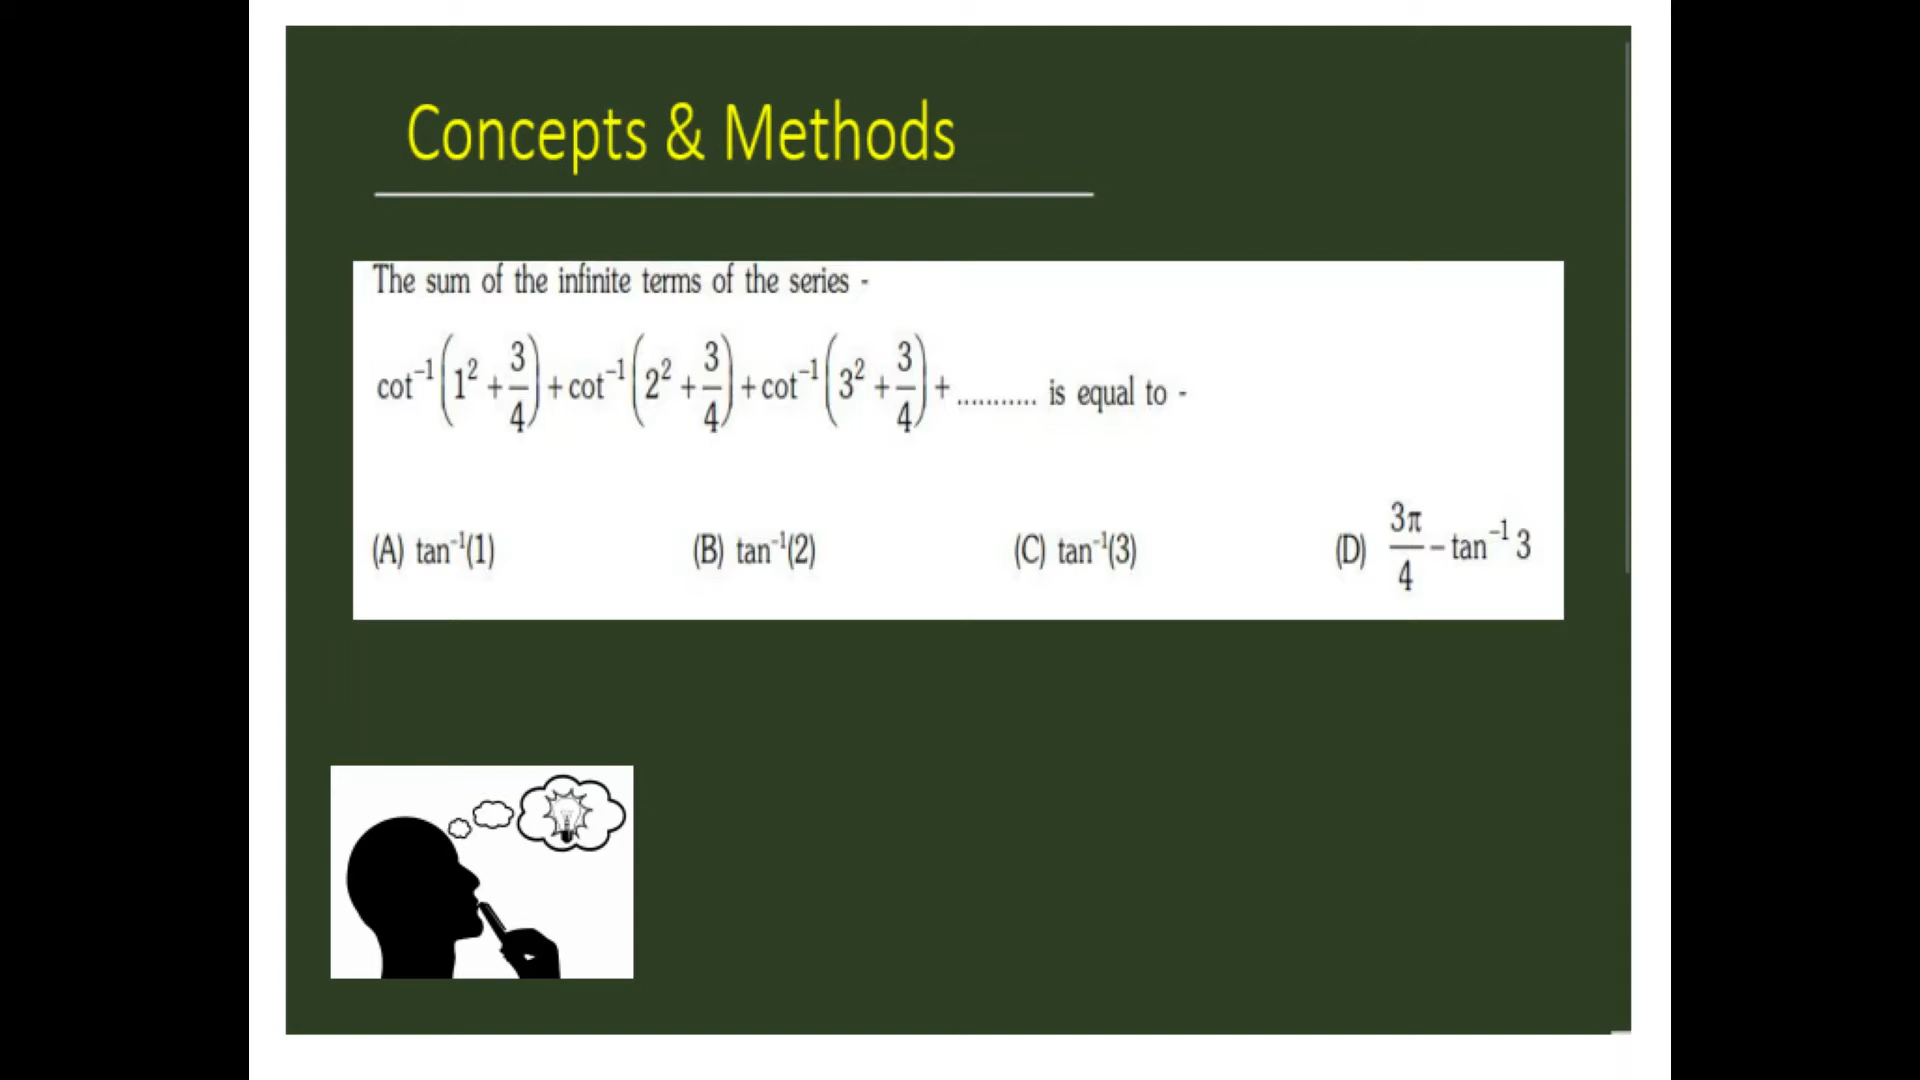 Concepts & Methods
The sum of the infinite terms of the series -
cot⁻¹(1² + 3/4) + cot⁻¹(2² + 3/4) + cot⁻¹(3² + 3/4) + ........... is equal to -
(A) tan⁻¹(1) (B) tan⁻¹(2) (C) tan⁻¹(3) (D) 3π/4 – tan⁻¹ 3